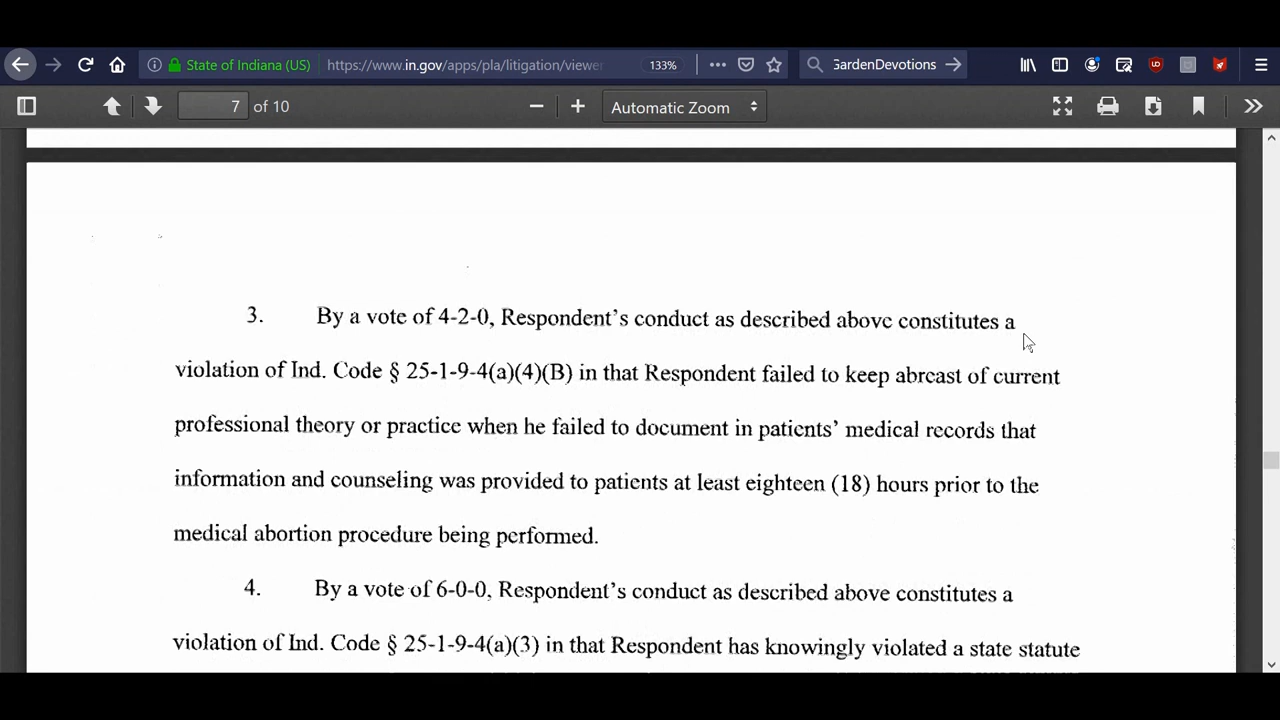 State of Indiana (US)
https://www.in.gov/apps/pla/litigation/viewer
133%
GardenDevotions
7 of 10
Automatic Zoom
3. By a vote of 4-2-0, Respondent's conduct as described above constitutes a
violation of Ind. Code § 25-1-9-4(a)(4)(B) in that Respondent failed to keep abreast of current
professional theory or practice when he failed to document in patients' medical records that
information and counseling was provided to patients at least eighteen (18) hours prior to the
medical abortion procedure being performed.
4. By a vote of 6-0-0, Respondent's conduct as described above constitutes a
violation of Ind. Code § 25-1-9-4(a)(3) in that Respondent has knowingly violated a state statute